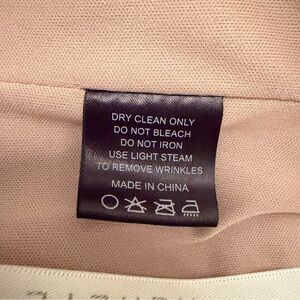 DRY CLEAN ONLY
DO NOT BLEACH
DO NOT IRON
USE LIGHT STEAM
TO REMOVE WRINKLES
MADE IN CHINA